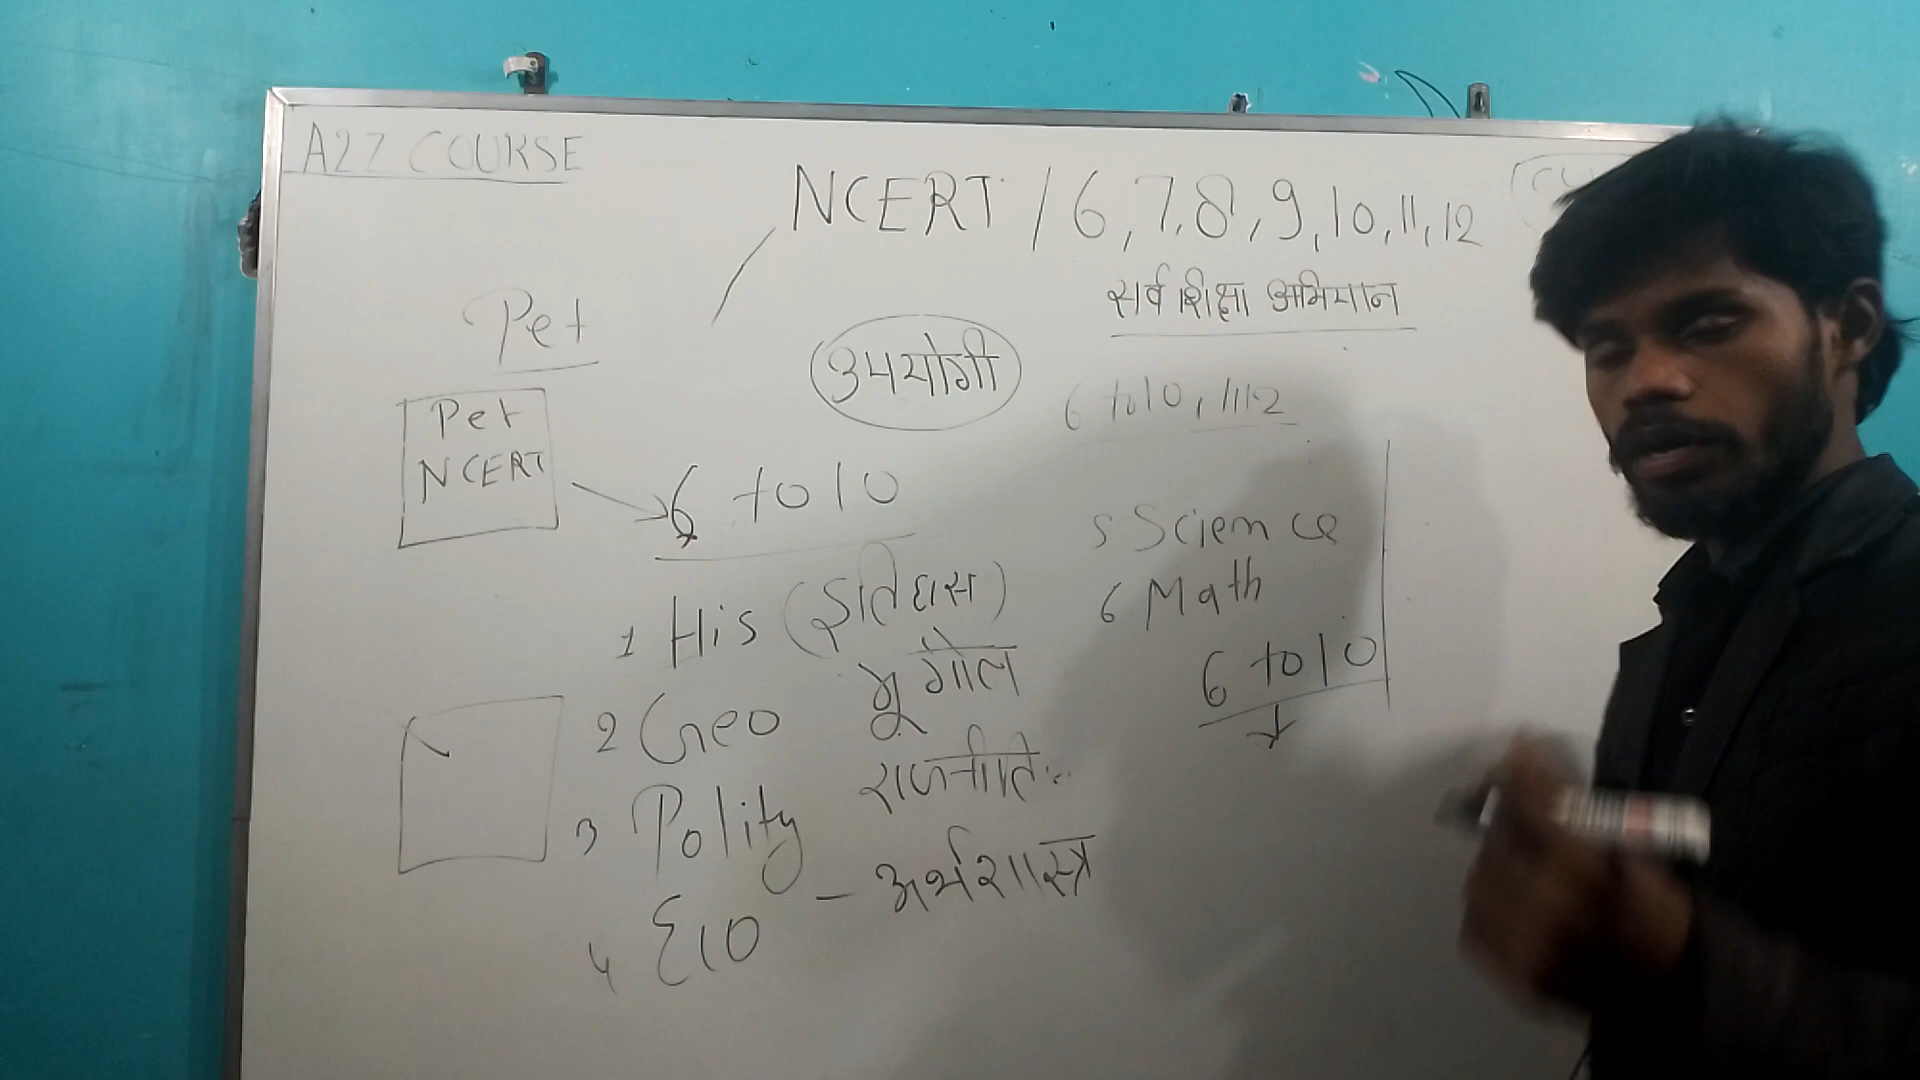 A2Z COURSE
NCERT / 6, 7, 8, 9, 10, 11, 12
सर्व शिक्षा अभियान
Pet
उपयोगी
6 to 10, 11 12
Pet
NCERT
6 to 10
1 His (इतिहास)
2 Geo भूगोल
3 Polity राजनीति..
4 Eco - अर्थशास्त्र
5 Science
6 Math
6 to 10